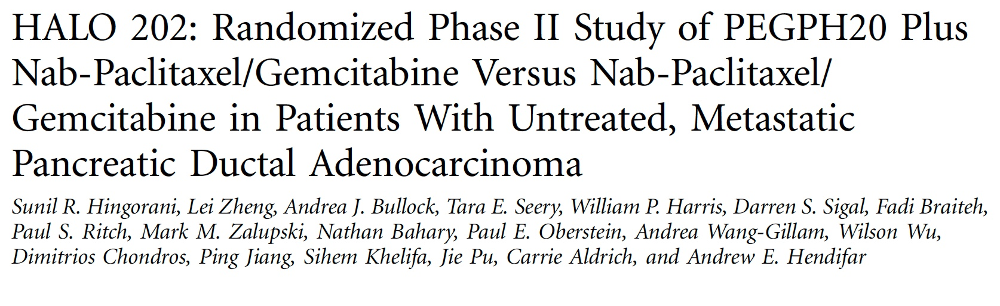 HALO 202: Randomized Phase II Study of PEGPH20 Plus
Nab-Paclitaxel/Gemcitabine Versus Nab-Paclitaxel/
Gemcitabine in Patients With Untreated, Metastatic
Pancreatic Ductal Adenocarcinoma
Sunil R. Hingorani, Lei Zheng, Andrea J. Bullock, Tara E. Seery, William P. Harris, Darren S. Sigal, Fadi Braiteh,
Paul S. Ritch, Mark M. Zalupski, Nathan Bahary, Paul E. Oberstein, Andrea Wang-Gillam, Wilson Wu,
Dimitrios Chondros, Ping Jiang, Sihem Khelifa, Jie Pu, Carrie Aldrich, and Andrew E. Hendifar